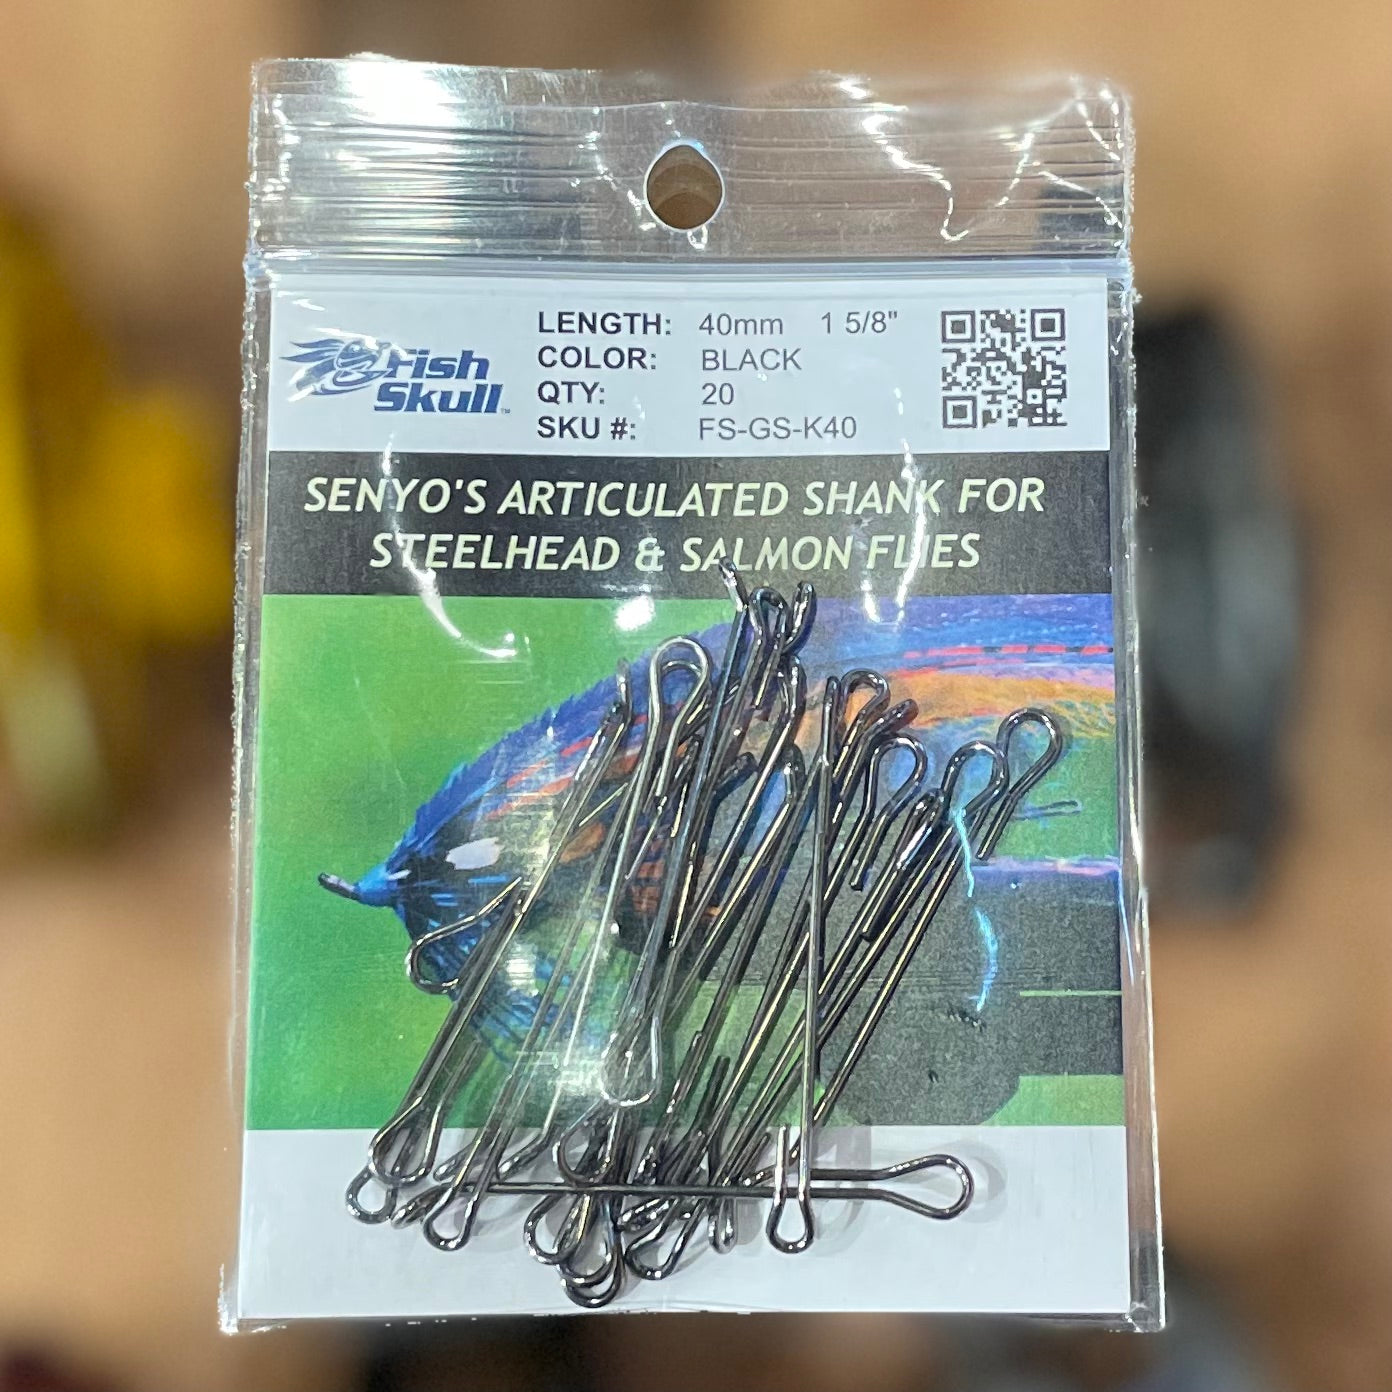 Fish
Skull™
LENGTH: 40mm 1 5/8"
COLOR: BLACK
QTY: 20
SKU #: FS-GS-K40
SENYO'S ARTICULATED SHANK FOR
STEELHEAD & SALMON FLIES